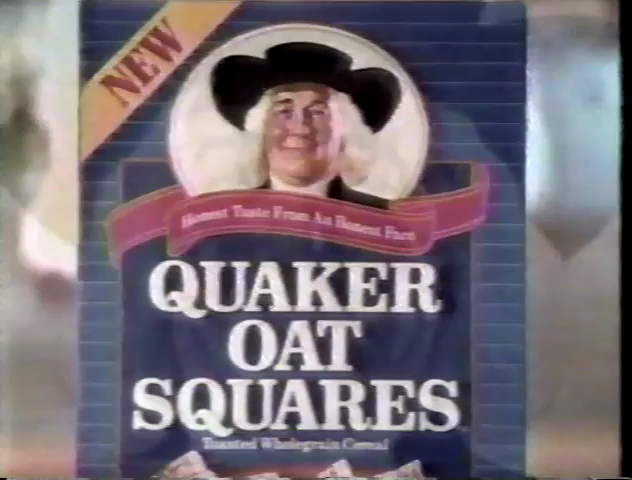 NEW
Honest Taste From An Honest Face
QUAKER
OAT
SQUARES
Toasted Wholegrain Cereal